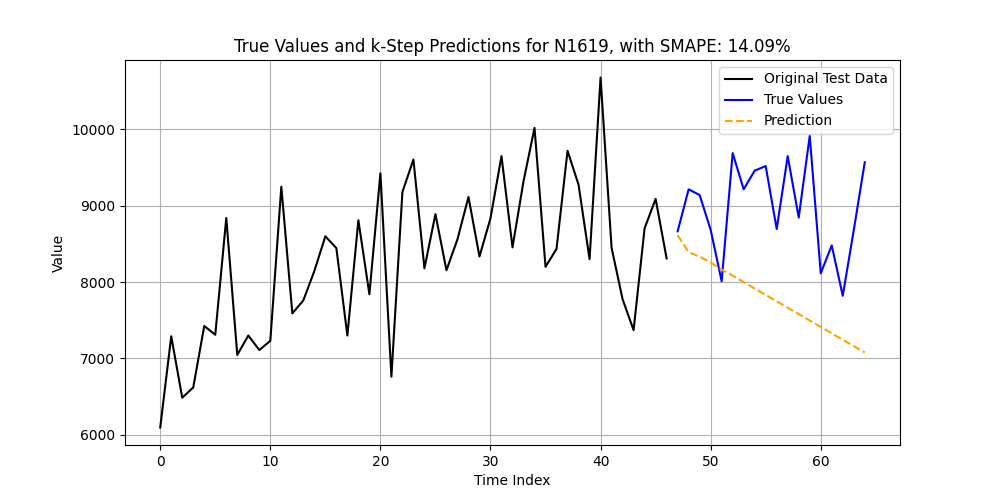 True Values and k-Step Predictions for N1619, with SMAPE: 14.09%
Original Test Data
True Values
Prediction
10000
9000
8000
7000
6000
Value
0 10 20 30 40 50 60
Time Index